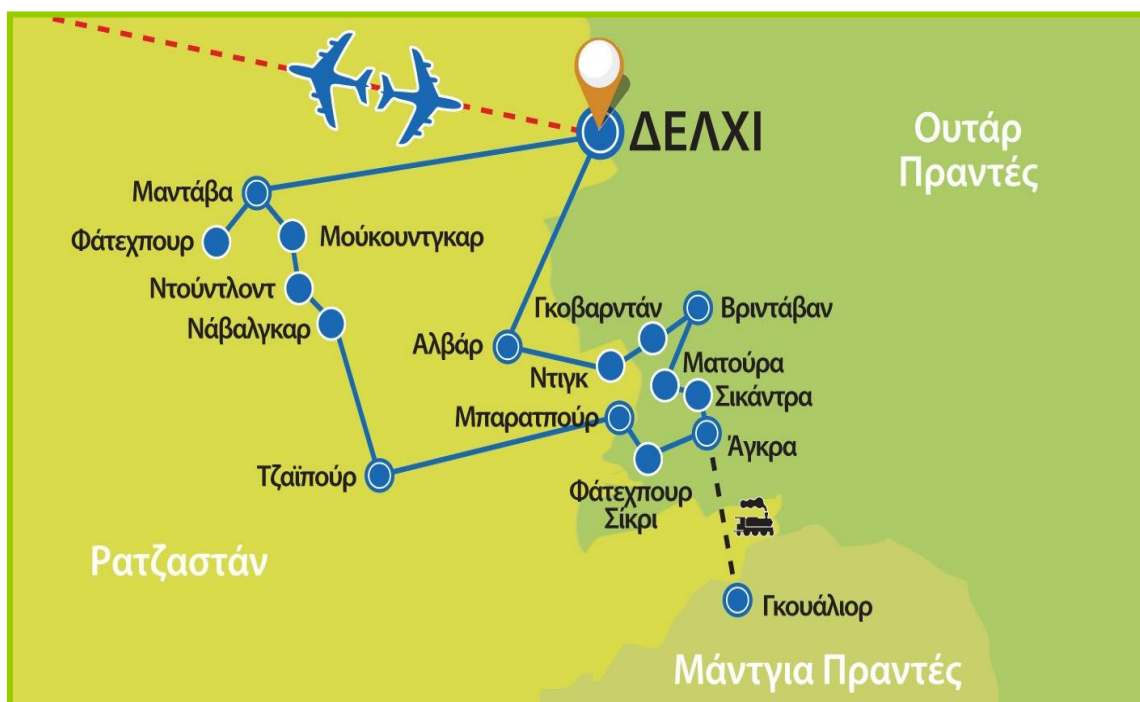 ΔΕΛΧΙ
Ουτάρ
Πραντές
Μαντάβα
Φάτεχπουρ
Μούκουντγκαρ
Ντούντλοντ
Νάβαλγκαρ
Γκοβαρντάν
Βριντάβαν
Αλβάρ
Ντιγκ
Ματούρα
Σικάντρα
Μπαρατπούρ
Άγκρα
Τζαϊπούρ
Φάτεχπουρ
Σίκρι
Ρατζαστάν
Γκουάλιορ
Μάντγια Πραντές